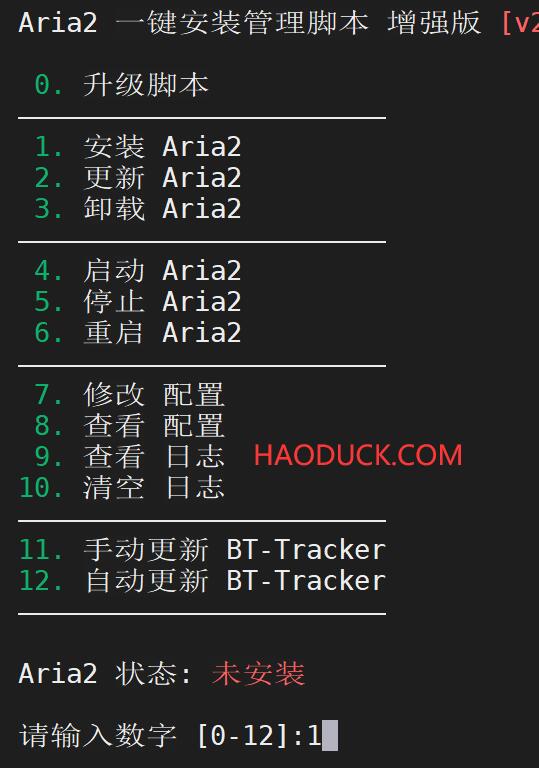 Aria2 一键安装管理脚本 增强版 [v2
0. 升级脚本
1. 安装 Aria2
2. 更新 Aria2
3. 卸载 Aria2
4. 启动 Aria2
5. 停止 Aria2
6. 重启 Aria2
7. 修改 配置
8. 查看 配置
9. 查看 日志 HAODUCK.COM
10. 清空 日志
11. 手动更新 BT-Tracker
12. 自动更新 BT-Tracker
Aria2 状态: 未安装
请输入数字 [0-12]:1